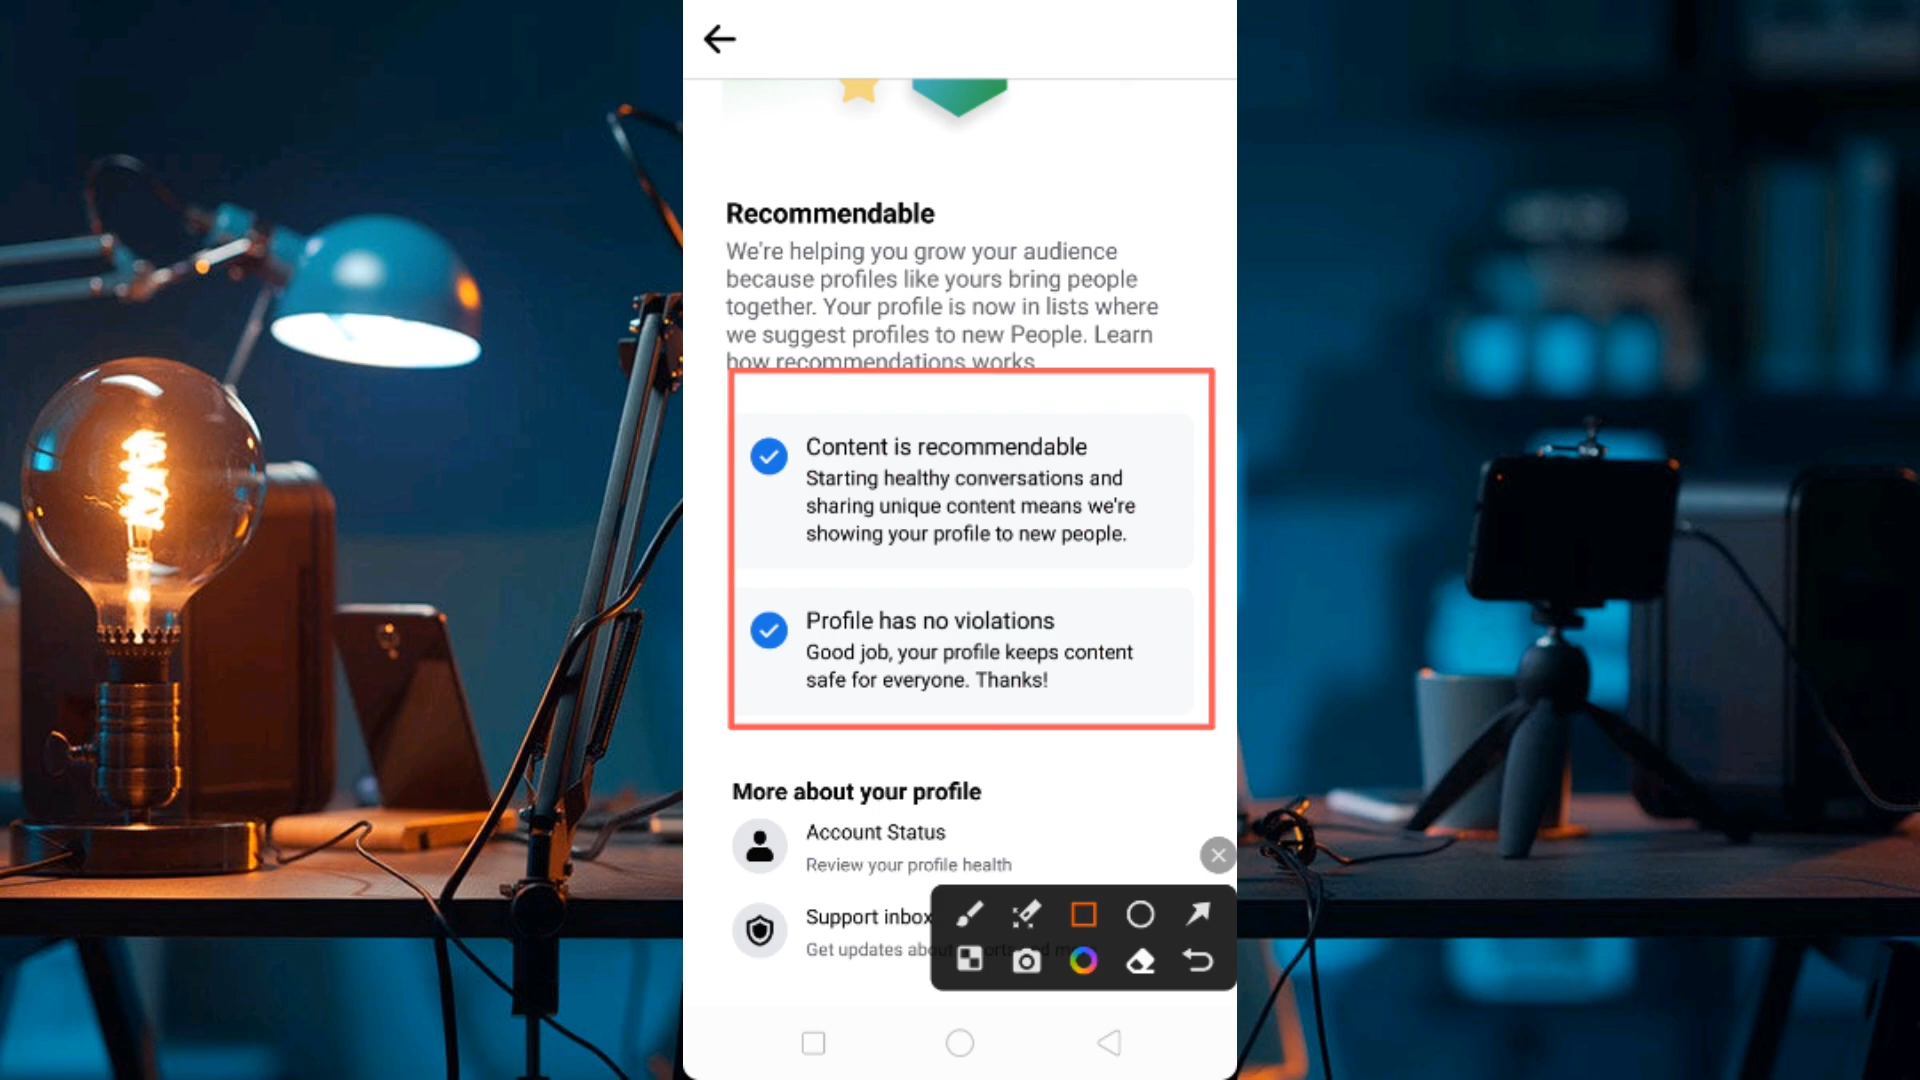 Recommendable
We're helping you grow your audience
because profiles like yours bring people
together. Your profile is now in lists where
we suggest profiles to new People. Learn
how recommendations works
Content is recommendable
Starting healthy conversations and
sharing unique content means we're
showing your profile to new people.
Profile has no violations
Good job, your profile keeps content
safe for everyone. Thanks!
More about your profile
Account Status
Review your profile health
Support inbox
Get updates about